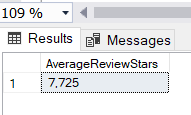 109 %
Results Messages
AverageReviewStars
1 7,725